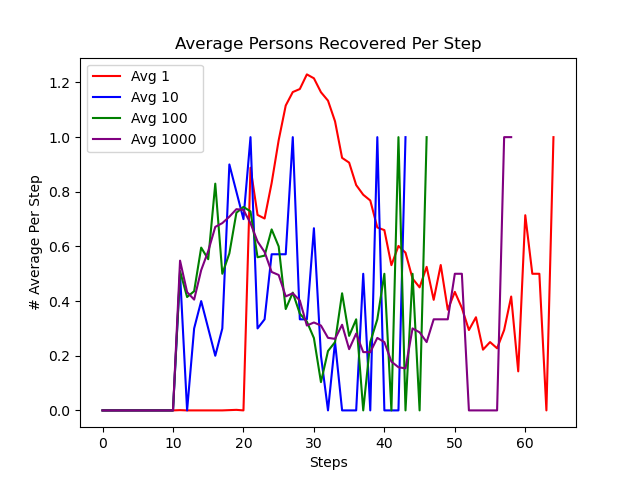 Average Persons Recovered Per Step
# Average Per Step
1.2
1.0
0.8
0.6
0.4
0.2
0.0
Avg 1
Avg 10
Avg 100
Avg 1000
0 10 20 30 40 50 60
Steps